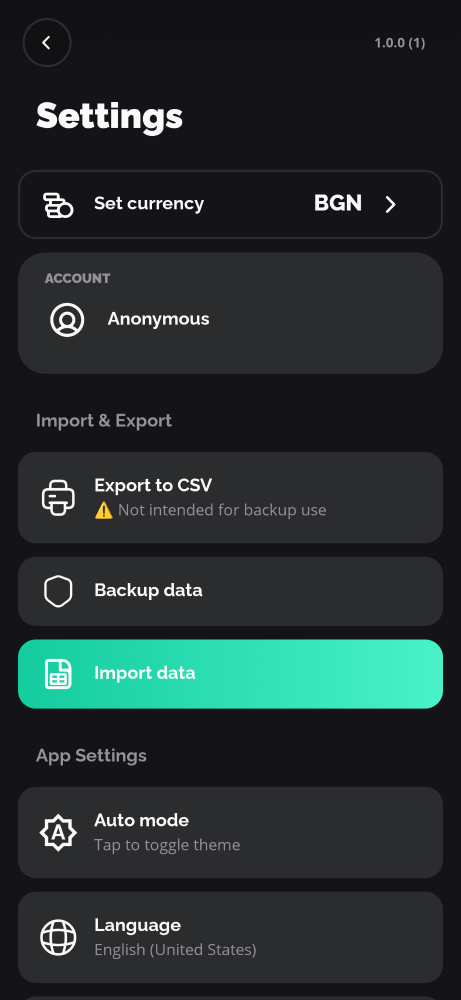 1.0.0 (1)
Settings
Set currency
BGN
ACCOUNT
Anonymous
Import & Export
Export to CSV
⚠️ Not intended for backup use
Backup data
Import data
App Settings
A
Auto mode
Tap to toggle theme
Language
English (United States)